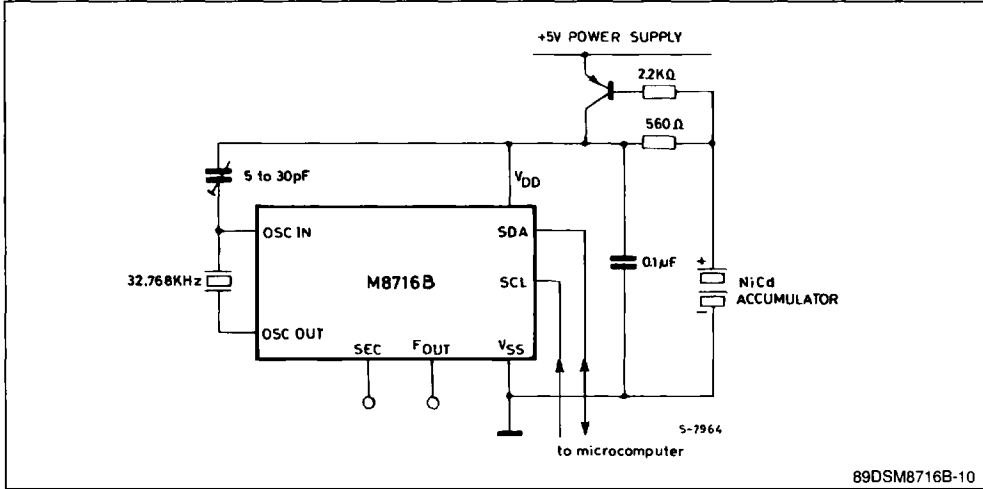 +5V POWER SUPPLY
2.2KΩ
560Ω
5 to 30pF
VDD
OSC IN
SDA
32.768KHz
M8716B
SCL
0.1µF
+
NiCd
ACCUMULATOR
-
OSC OUT
SEC
FOUT
VSS
S-7964
to microcomputer
89DSM8716B-10